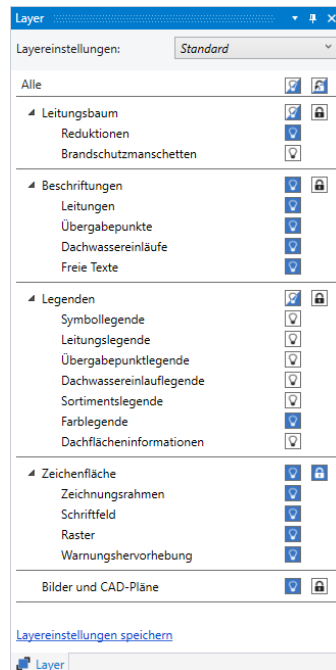 Layer
Layereinstellungen: Standard
Alle
Leitungsbaum
Reduktionen
Brandschutzmanschetten
Beschriftungen
Leitungen
Übergabepunkte
Dachwassereinläufe
Freie Texte
Legenden
Symbollegende
Leitungslegende
Übergabepunktlegende
Dachwassereinlauflegende
Sortimentslegende
Farblegende
Dachflächeninformationen
Zeichenfläche
Zeichnungsrahmen
Schriftfeld
Raster
Warnungshervorhebung
Bilder und CAD-Pläne
Layereinstellungen speichern
Layer